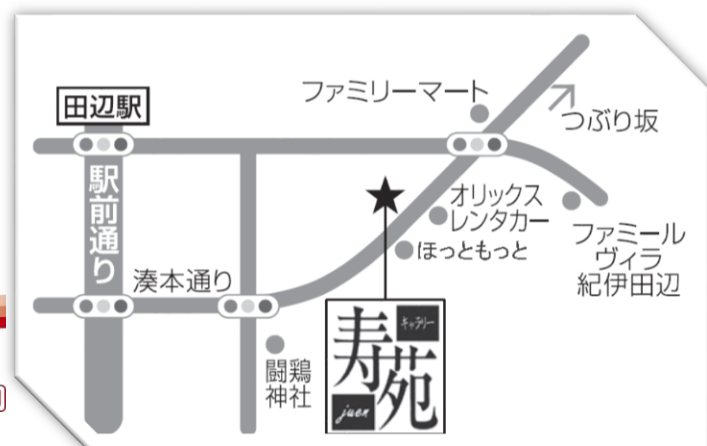 田辺駅
駅前通り
ファミリーマート
つぶり坂
オリックス
レンタカー
ほっともっと
ファミール
ヴィラ
紀伊田辺
湊本通り
闘鶏
神社
ギャラリー
寿苑
juen